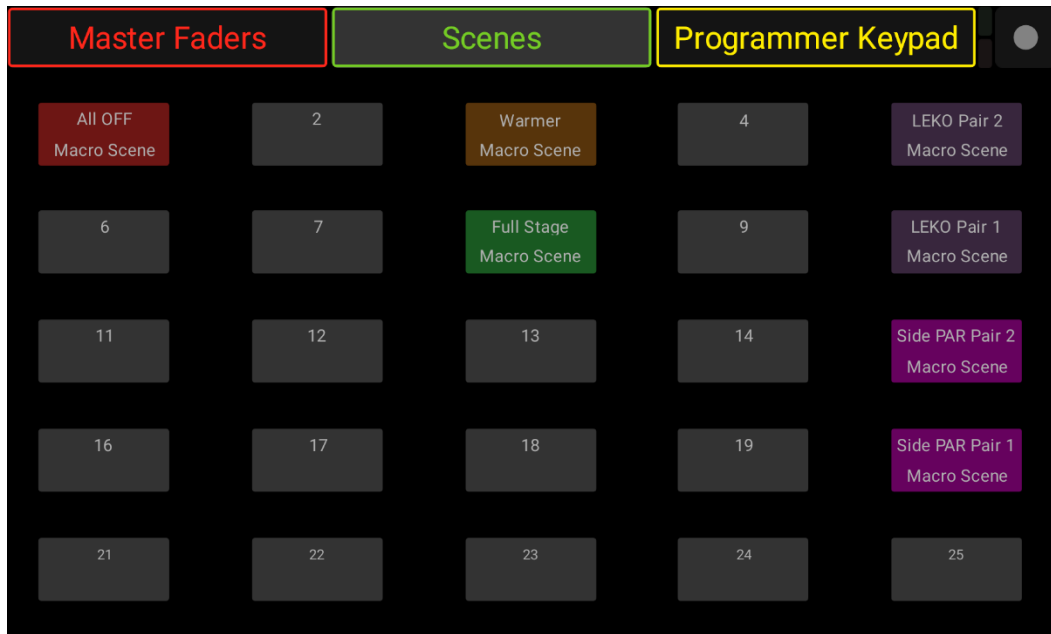 Master Faders
Scenes
Programmer Keypad
All OFF
Macro Scene
2
Warmer
Macro Scene
4
LEKO Pair 2
Macro Scene
6
7
Full Stage
Macro Scene
9
LEKO Pair 1
Macro Scene
11
12
13
14
Side PAR Pair 2
Macro Scene
16
17
18
19
Side PAR Pair 1
Macro Scene
21
22
23
24
25